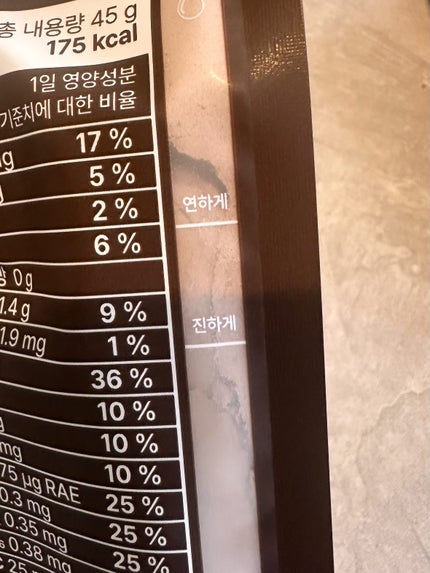 총 내용량 45 g
175 kcal
1일 영양성분
기준치에 대한 비율
17 %
5 %
2 %
6 %
0 g
1.4 g 9 %
1.9 mg 1 %
36 %
10 %
mg 10 %
75 µg RAE 10 %
0.3 mg 25 %
0.35 mg 25 %
0.38 mg 25 %
연하게
진하게